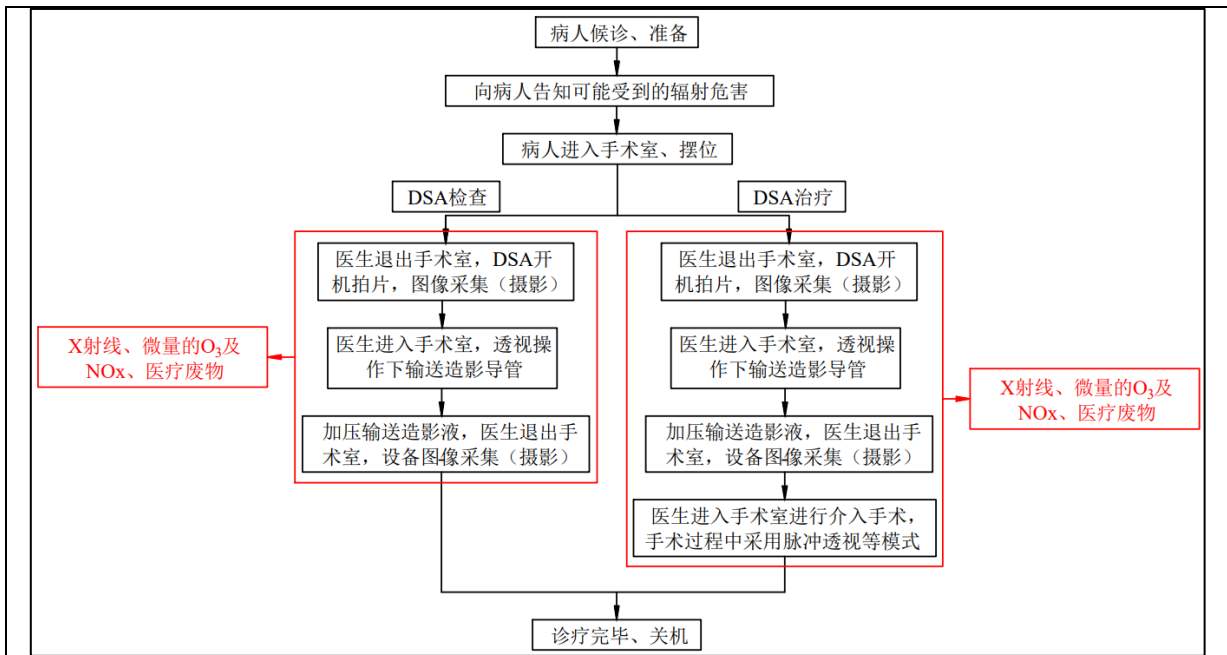 病人候诊、准备
向病人告知可能受到的辐射危害
病人进入手术室、摆位
DSA检查
DSA治疗
医生退出手术室，DSA开
机拍片，图像采集（摄影）
医生进入手术室，透视操
作下输送造影导管
加压输送造影液，医生退出手
术室，设备图像采集（摄影）
X射线、微量的O₃及
NOx、医疗废物
医生退出手术室，DSA开
机拍片，图像采集（摄影）
医生进入手术室，透视操
作下输送造影导管
加压输送造影液，医生退出手
术室，设备图像采集（摄影）
医生进入手术室进行介入手术，
手术过程中采用脉冲透视等模式
X射线、微量的O₃及
NOx、医疗废物
诊疗完毕、关机